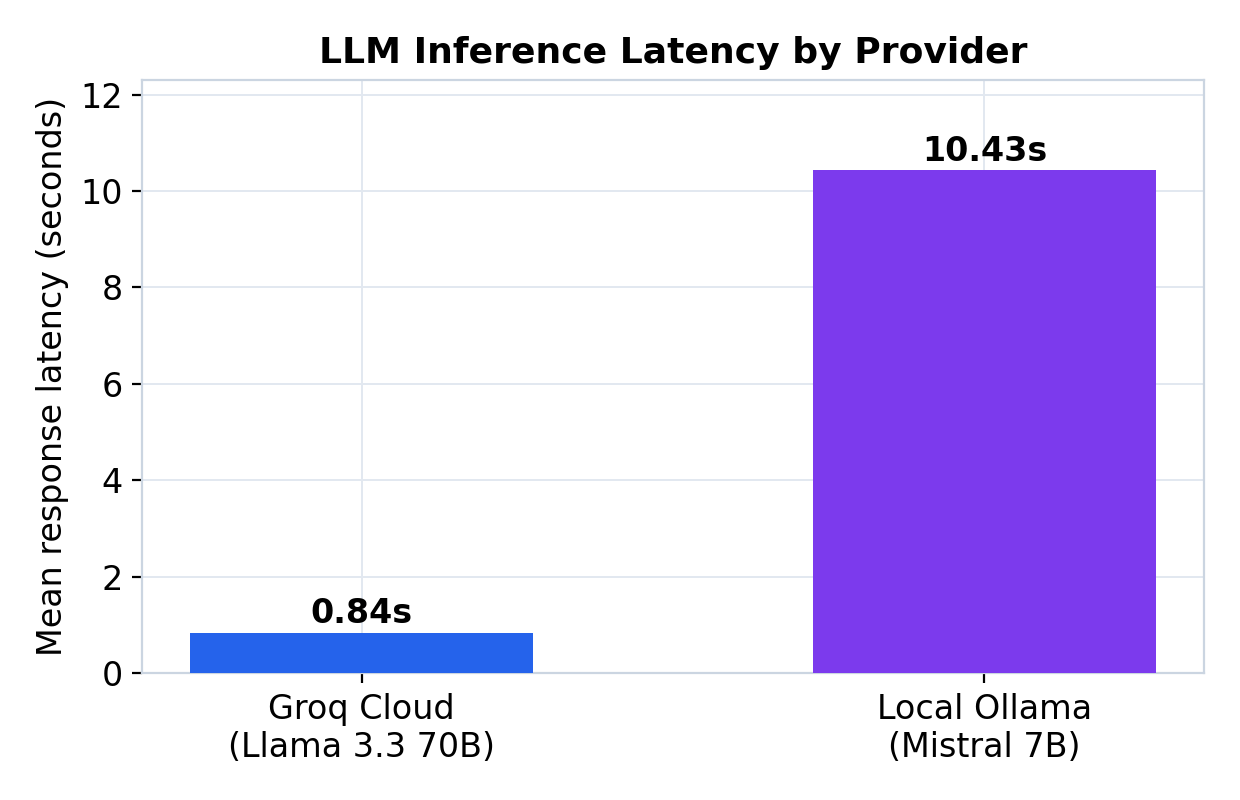 LLM Inference Latency by Provider
Mean response latency (seconds)
12
10
8
6
4
2
0
0.84s
10.43s
Groq Cloud
(Llama 3.3 70B)
Local Ollama
(Mistral 7B)